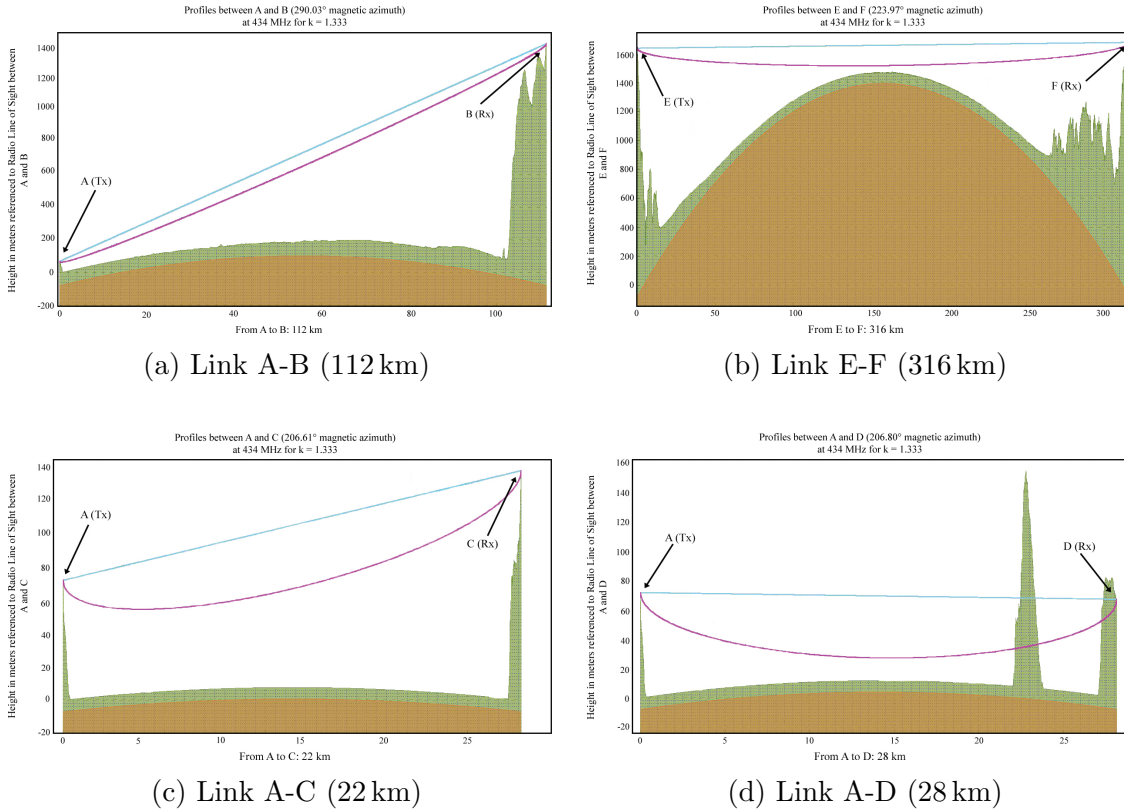 Profiles between A and B (290.03° magnetic azimuth)
at 434 MHz for k = 1.333
Height in meters referenced to Radio Line of Sight between
A and B
1400
1200
1000
800
600
400
200
0
-200
A (Tx)
B (Rx)
0
20
40
60
80
100
From A to B: 112 km
(a) Link A-B (112 km)
Profiles between E and F (223.97° magnetic azimuth)
at 434 MHz for k = 1.333
Height in meters referenced to Radio Line of Sight between
E and F
1600
1400
1200
1000
800
600
400
200
0
E (Tx)
F (Rx)
0
50
100
150
200
250
300
From E to F: 316 km
(b) Link E-F (316 km)
Profiles between A and C (206.61° magnetic azimuth)
at 434 MHz for k = 1.333
Height in meters referenced to Radio Line of Sight between
A and C
140
120
100
80
60
40
20
0
-20
A (Tx)
C (Rx)
0
5
10
15
20
25
From A to C: 22 km
(c) Link A-C (22 km)
Profiles between A and D (206.80° magnetic azimuth)
at 434 MHz for k = 1.333
Height in meters referenced to Radio Line of Sight between
A and D
160
140
120
100
80
60
40
20
0
-20
A (Tx)
D (Rx)
0
5
10
15
20
25
From A to D: 28 km
(d) Link A-D (28 km)